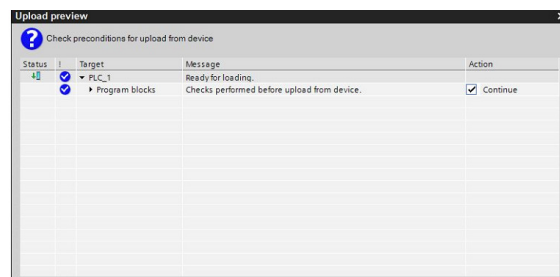 Upload preview
Check preconditions for upload from device
Status ! Target Message Action
PLC_1 Ready for loading.
Program blocks Checks performed before upload from device. Continue